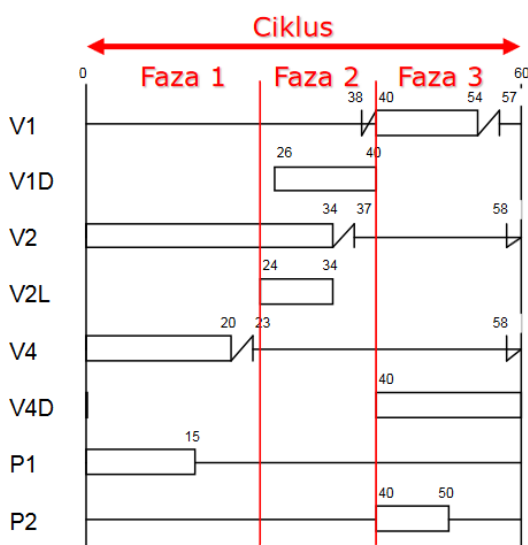 Ciklus
0 Faza 1 Faza 2 Faza 3 60
V1 38 40 54 57
V1D 26 40
V2 34 37 58
V2L 24 34
V4 20 23 58
V4D 40
P1 15
P2 40 50